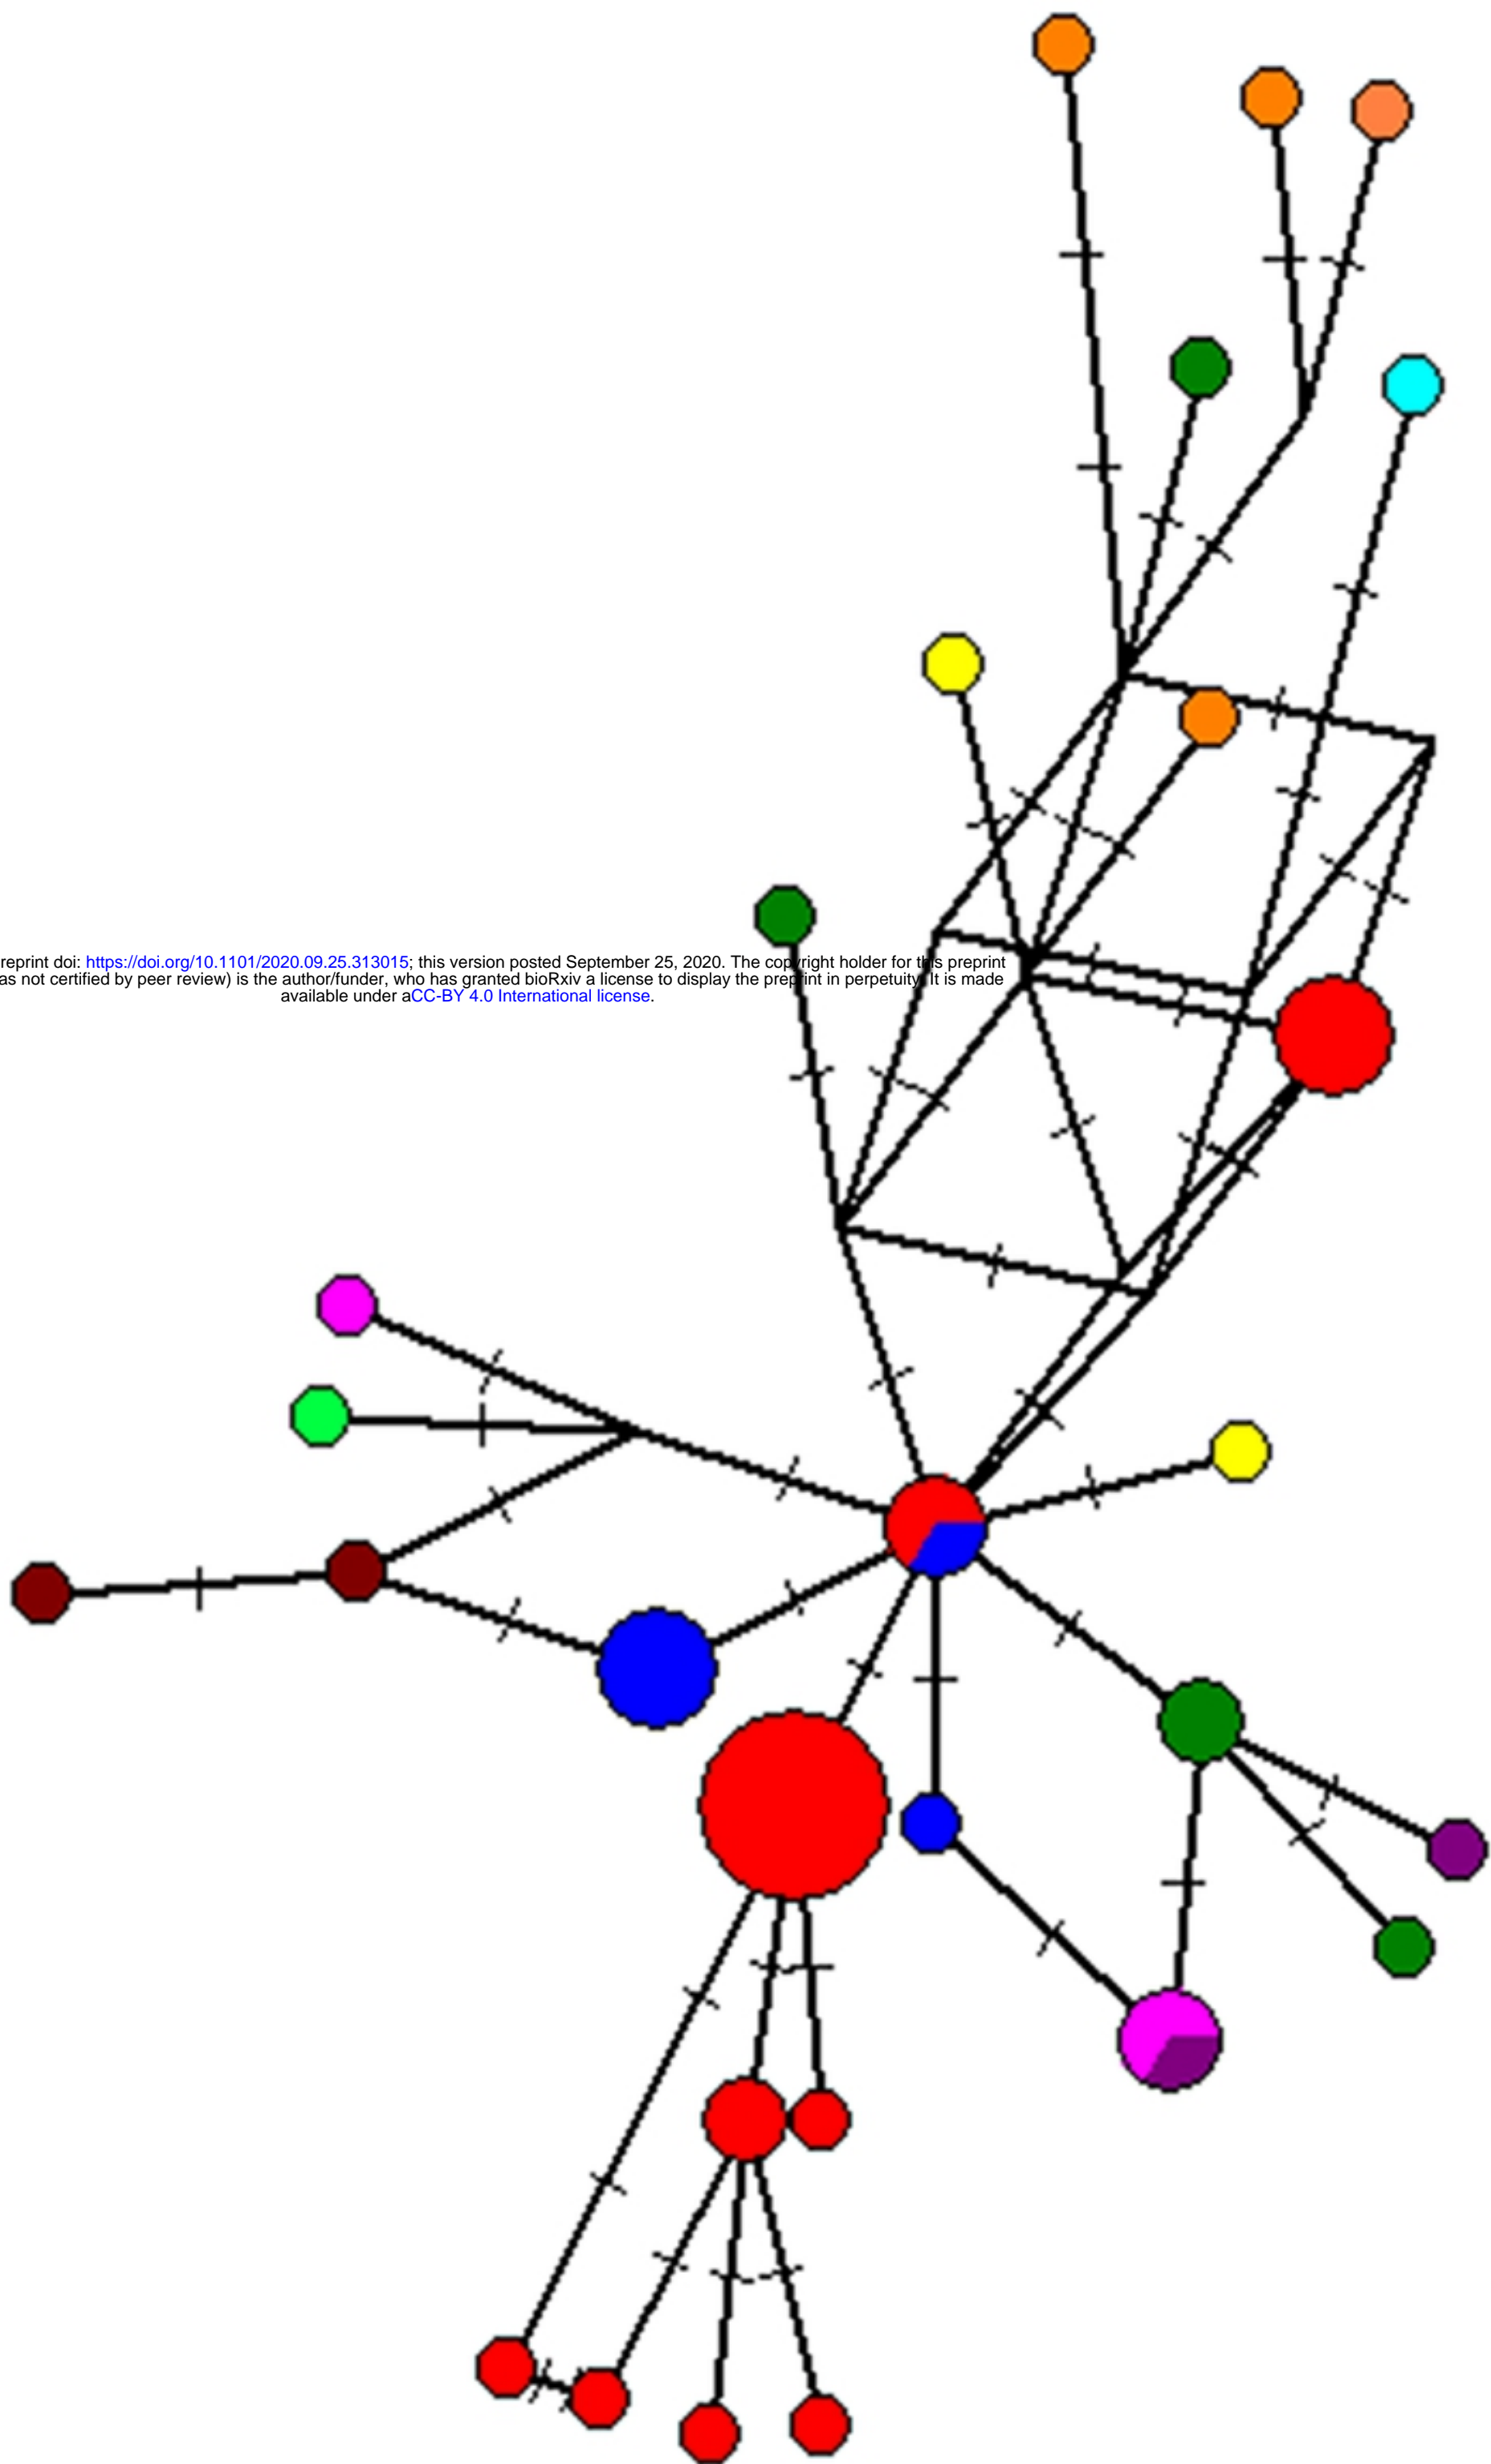 reprint doi: https://doi.org/10.1101/2020.09.25.313015; this version posted September 25, 2020. The copyright holder for this preprint
as not certified by peer review) is the author/funder, who has granted bioRxiv a license to display the preprint in perpetuity. It is made
available under aCC-BY 4.0 International license.